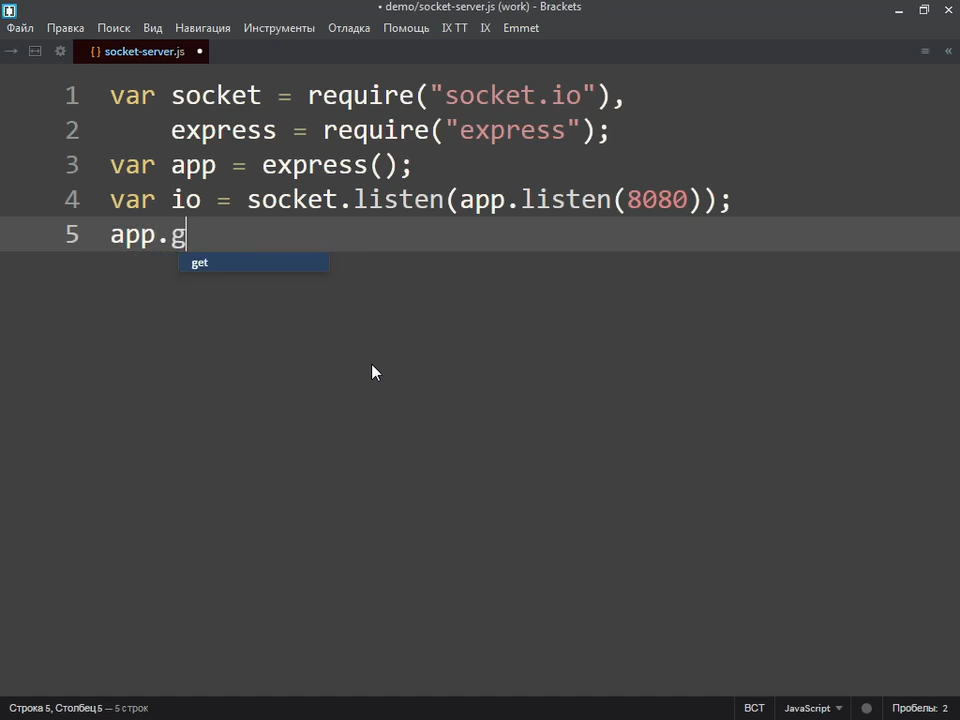 • demo/socket-server.js (work) - Brackets
Файл Правка Поиск Вид Навигация Инструменты Отладка Помощь IX TT IX Emmet
{ } socket-server.js •
1 var socket = require("socket.io"),
2 express = require("express");
3 var app = express();
4 var io = socket.listen(app.listen(8080));
5 app.g
get
Строка 5, Столбец 5 — 5 строк ВСТ JavaScript Пробелы: 2